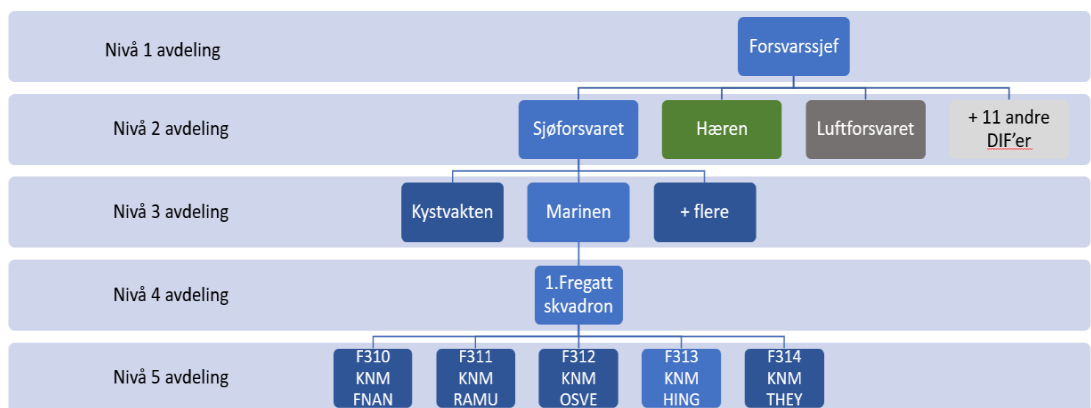 Nivå 1 avdeling
Forsvarssjef
Nivå 2 avdeling
Sjøforsvaret
Hæren
Luftforsvaret
+ 11 andre
DIF’er
Nivå 3 avdeling
Kystvakten
Marinen
+ flere
Nivå 4 avdeling
1.Fregatt
skvadron
Nivå 5 avdeling
F310
KNM
FNAN
F311
KNM
RAMU
F312
KNM
OSVE
F313
KNM
HING
F314
KNM
THEY